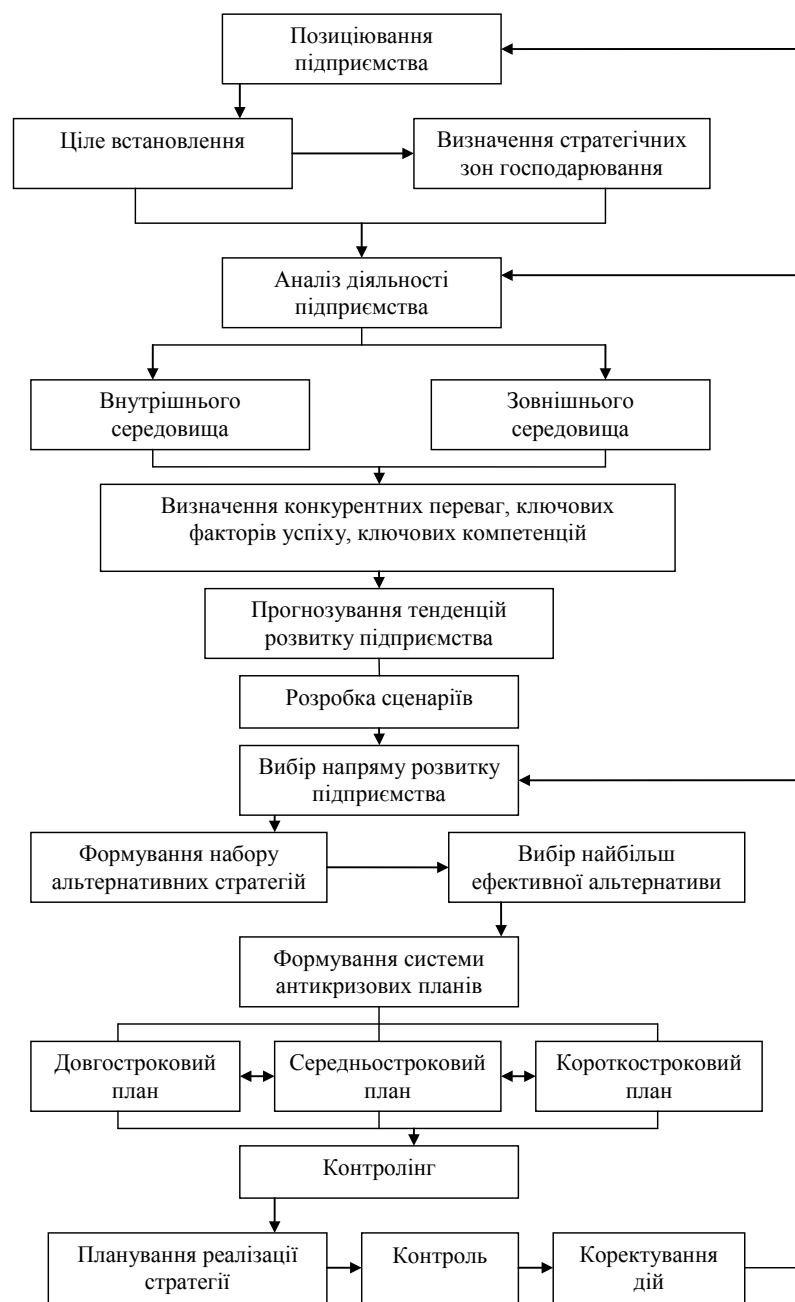 Позиціювання
підприємства
Ціле встановлення
Визначення стратегічних
зон господарювання
Аналіз діяльності
підприємства
Внутрішнього
середовища
Зовнішнього
середовища
Визначення конкурентних переваг, ключових
факторів успіху, ключових компетенцій
Прогнозування тенденцій
розвитку підприємства
Розробка сценаріїв
Вибір напряму розвитку
підприємства
Формування набору
альтернативних стратегій
Вибір найбільш
ефективної альтернативи
Формування системи
антикризових планів
Довгостроковий
план
Середньостроковий
план
Короткостроковий
план
Контролінг
Планування реалізації
стратегії
Контроль
Коректування
дій